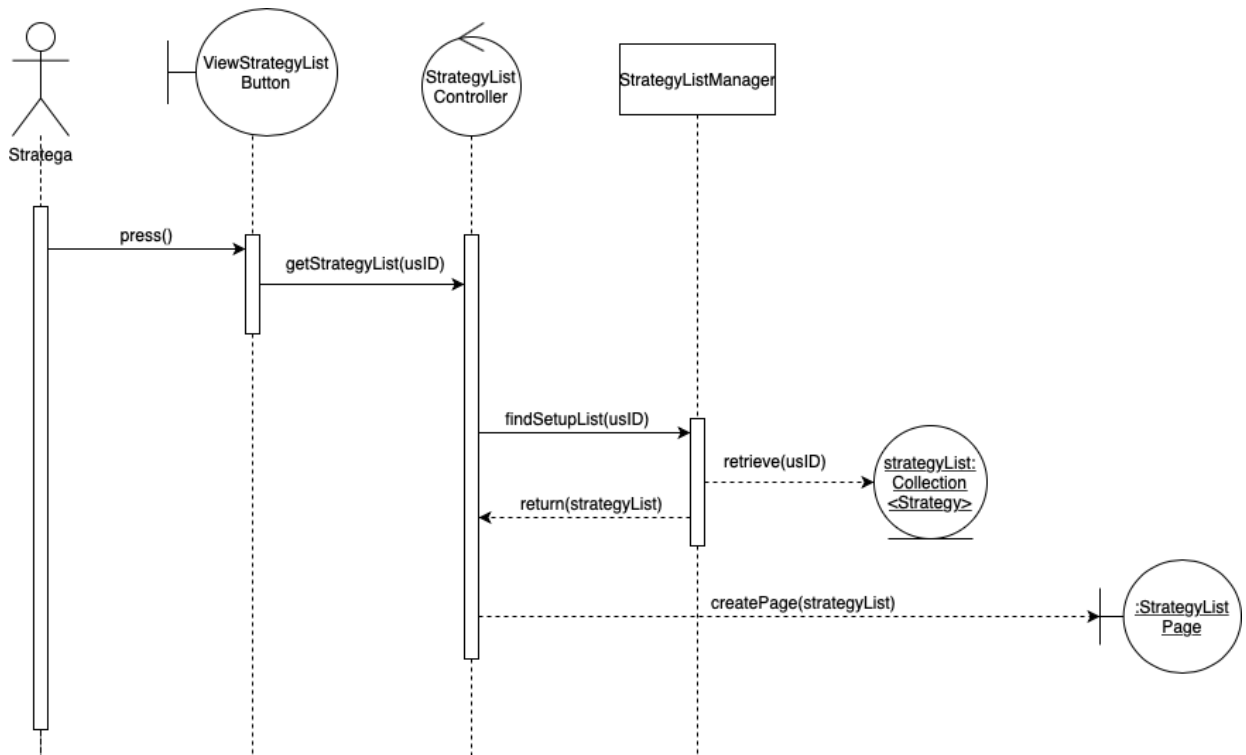 ViewStrategyList
Button
StrategyList
Controller
StrategyListManager
Stratega
press()
getStrategyList(usID)
findSetupList(usID)
retrieve(usID)
strategyList:
Collection
<Strategy>
return(strategyList)
createPage(strategyList)
:StrategyList
Page